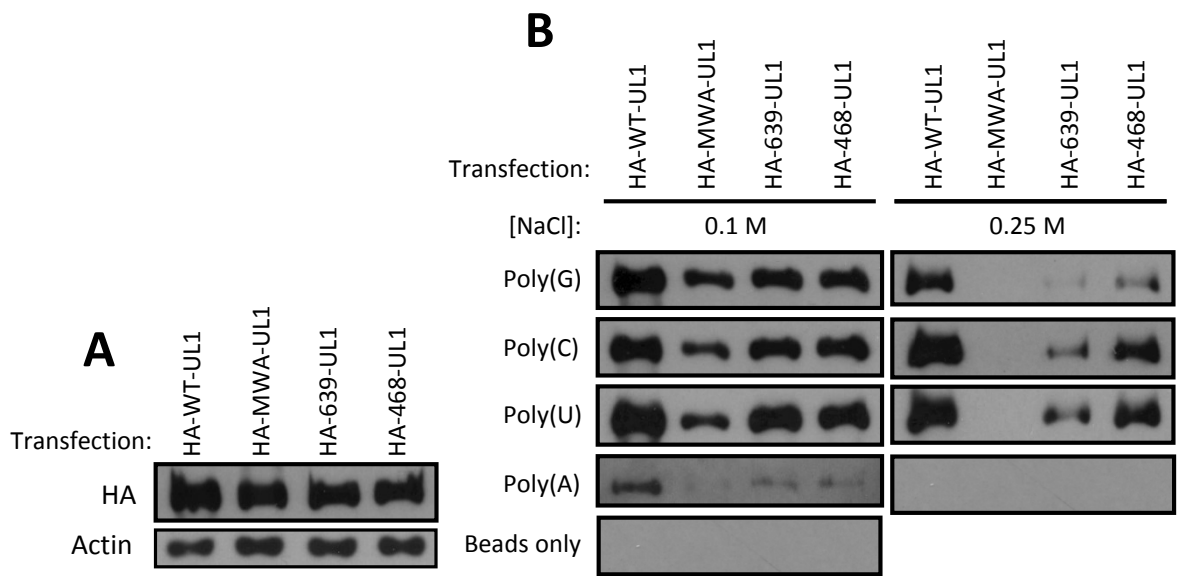 A
Transfection:
HA-WT-UL1
HA-MWA-UL1
HA-639-UL1
HA-468-UL1
HA
Actin
B
Transfection:
HA-WT-UL1
HA-MWA-UL1
HA-639-UL1
HA-468-UL1
HA-WT-UL1
HA-MWA-UL1
HA-639-UL1
HA-468-UL1
[NaCl]:
0.1 M
0.25 M
Poly(G)
Poly(C)
Poly(U)
Poly(A)
Beads only